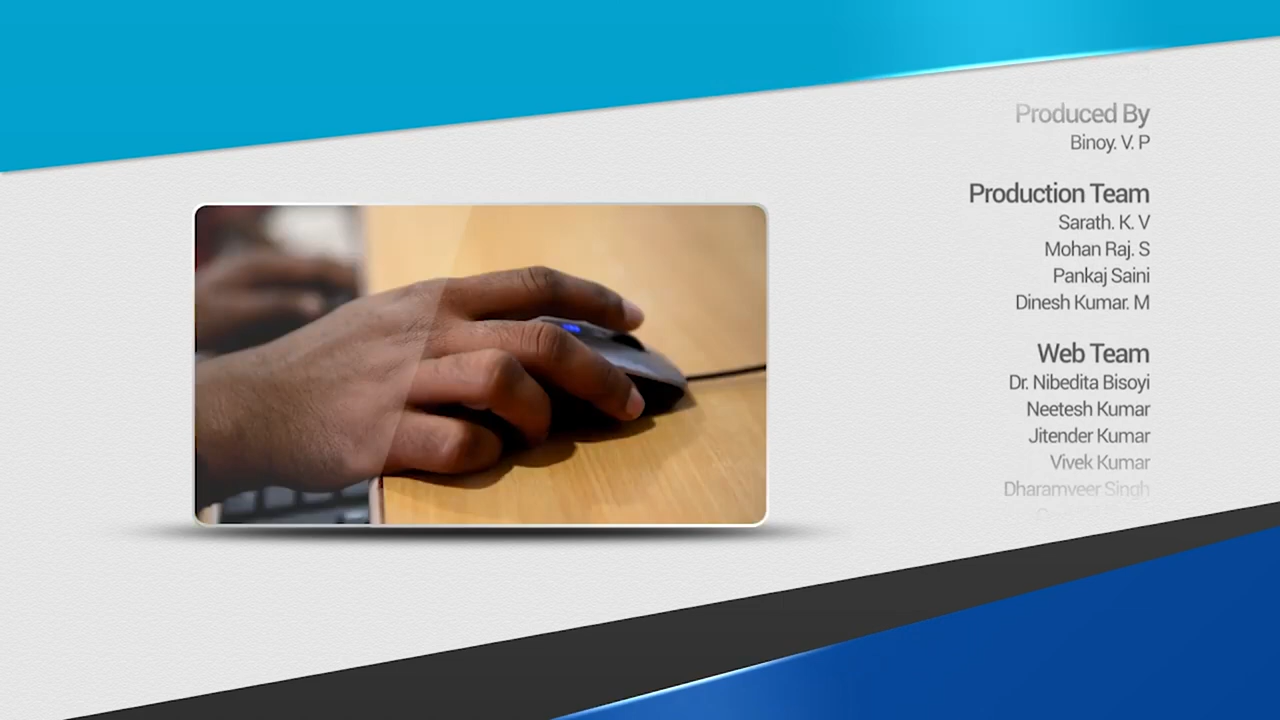 Produced By
Binoy. V. P
Production Team
Sarath. K. V
Mohan Raj. S
Pankaj Saini
Dinesh Kumar. M
Web Team
Dr. Nibedita Bisoyi
Neetesh Kumar
Jitender Kumar
Vivek Kumar
Dharamveer Singh